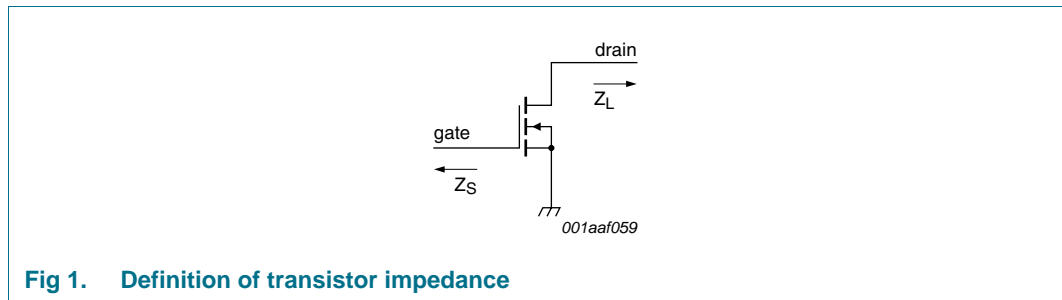 drain
Z_L
gate
Z_S
001aaf059
Fig 1. Definition of transistor impedance